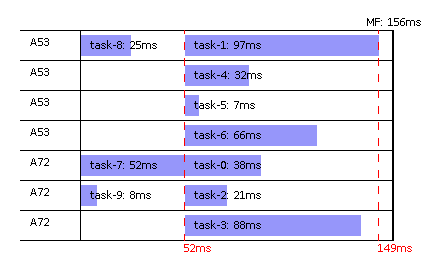 MF: 156ms
A53 task-8: 25ms task-1: 97ms
A53 task-4: 32ms
A53 task-5: 7ms
A53 task-6: 66ms
A72 task-7: 52ms task-0: 38ms
A72 task-9: 8ms task-2: 21ms
A72 task-3: 88ms
52ms 149ms